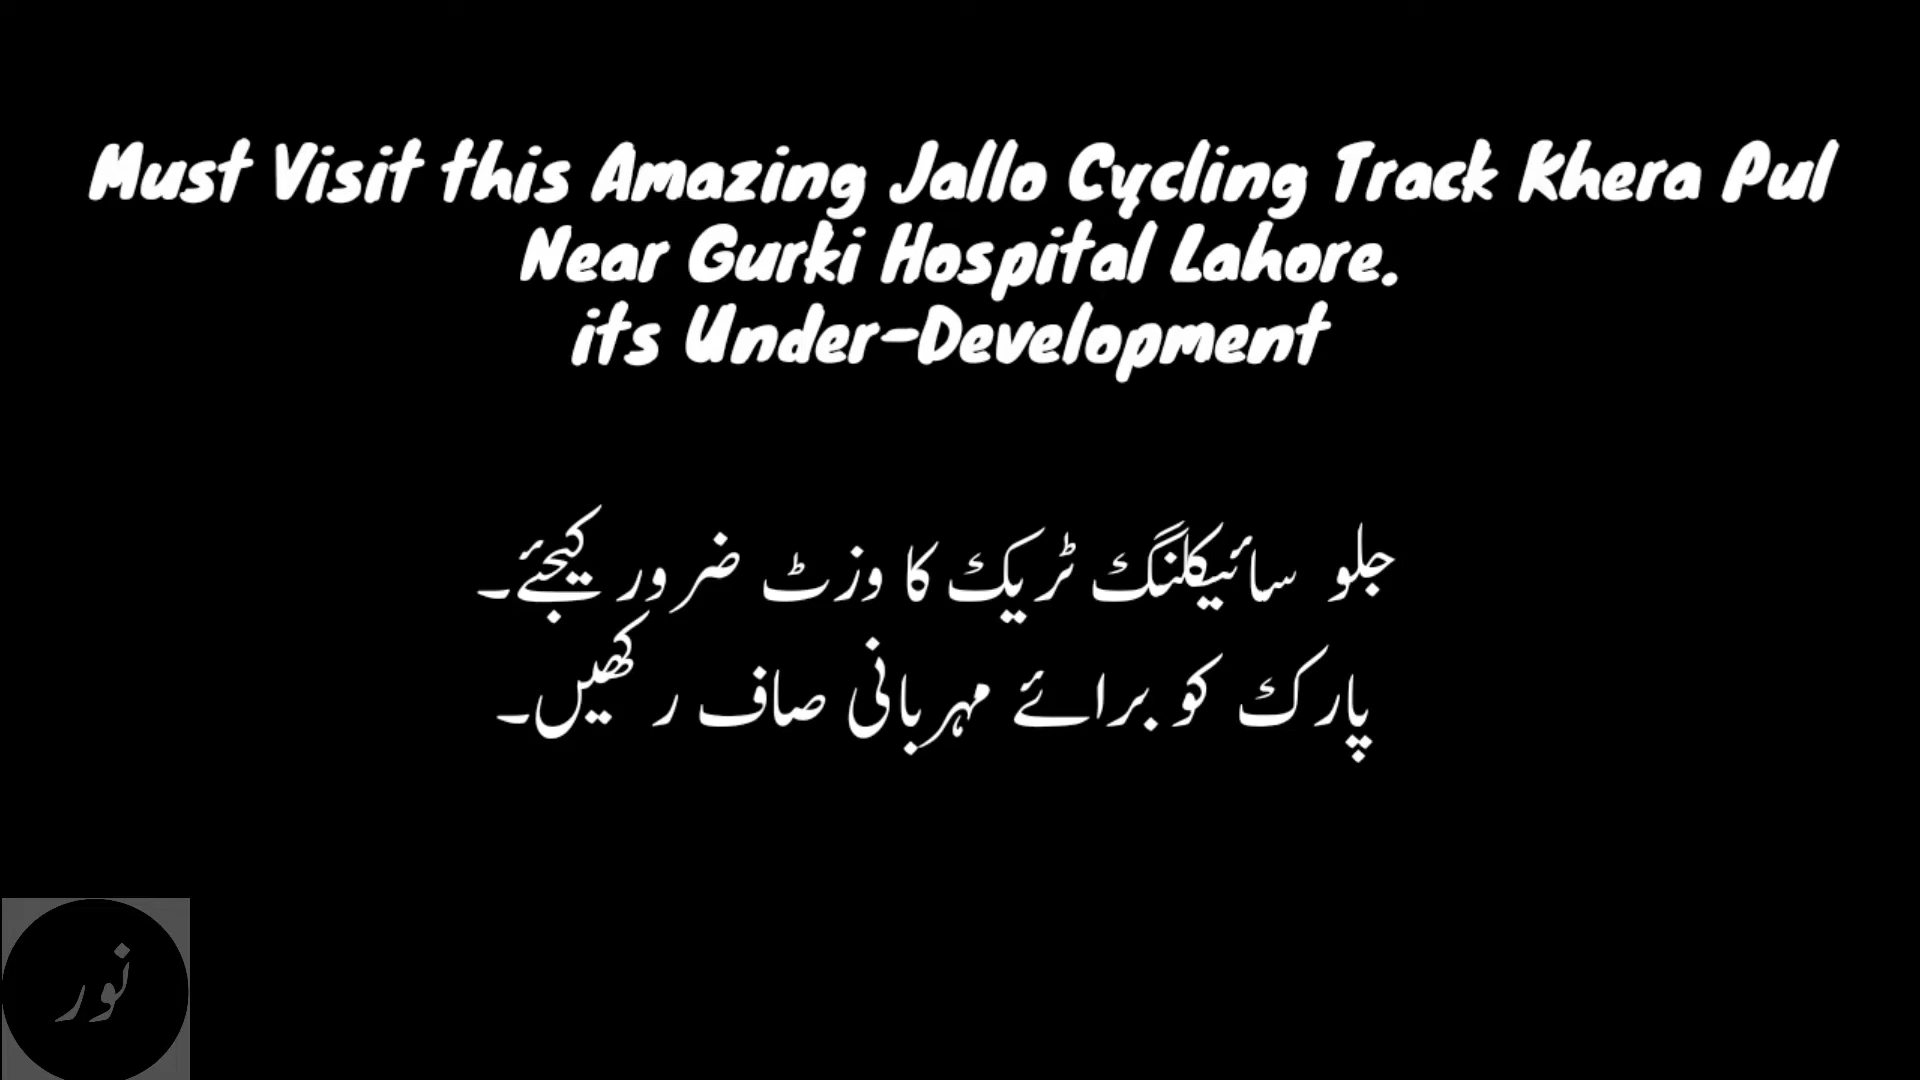 Must Visit this Amazing Jallo Cycling Track Khera Pul
Near Gurki Hospital Lahore.
its Under-Development
جلو سائیکلنگ ٹریک کا وزٹ ضرور کیجئے۔
پارک کو برائے مہربانی صاف رکھیں۔
نور